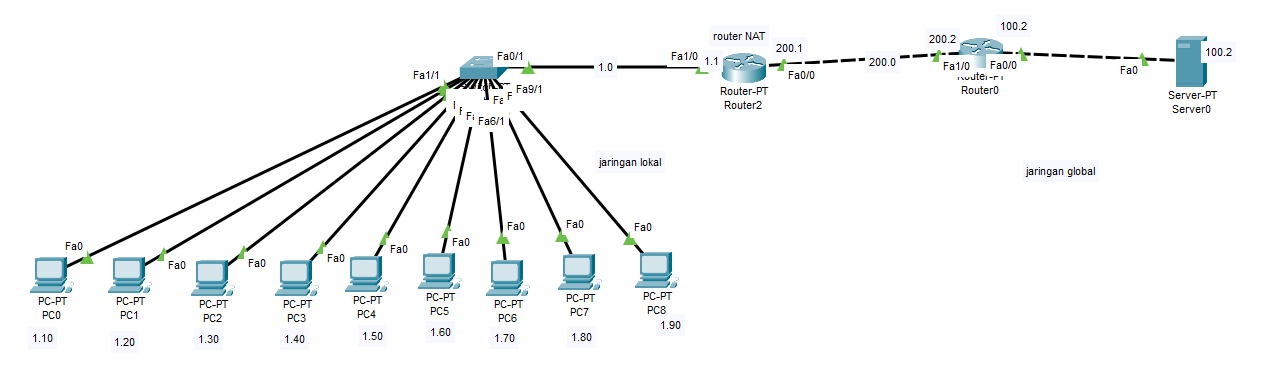 router NAT
100.2
200.2
200.1
Fa0/1
Fa1/0
1.1
1.0
200.0
100.2
Fa1/1
Fa0/0
Fa1/0
Fa0/0
Fa0
Fa9/1
Fa6/1
Router-PT
Router2
Router0
Server-PT
Server0
jaringan lokal
jaringan global
Fa0
Fa0
Fa0
Fa0
Fa0
Fa0
Fa0
Fa0
Fa0
PC-PT
PC0
PC-PT
PC1
PC-PT
PC2
PC-PT
PC3
PC-PT
PC4
PC-PT
PC5
PC-PT
PC6
PC-PT
PC7
PC-PT
PC8
1.10
1.20
1.30
1.40
1.50
1.60
1.70
1.80
1.90